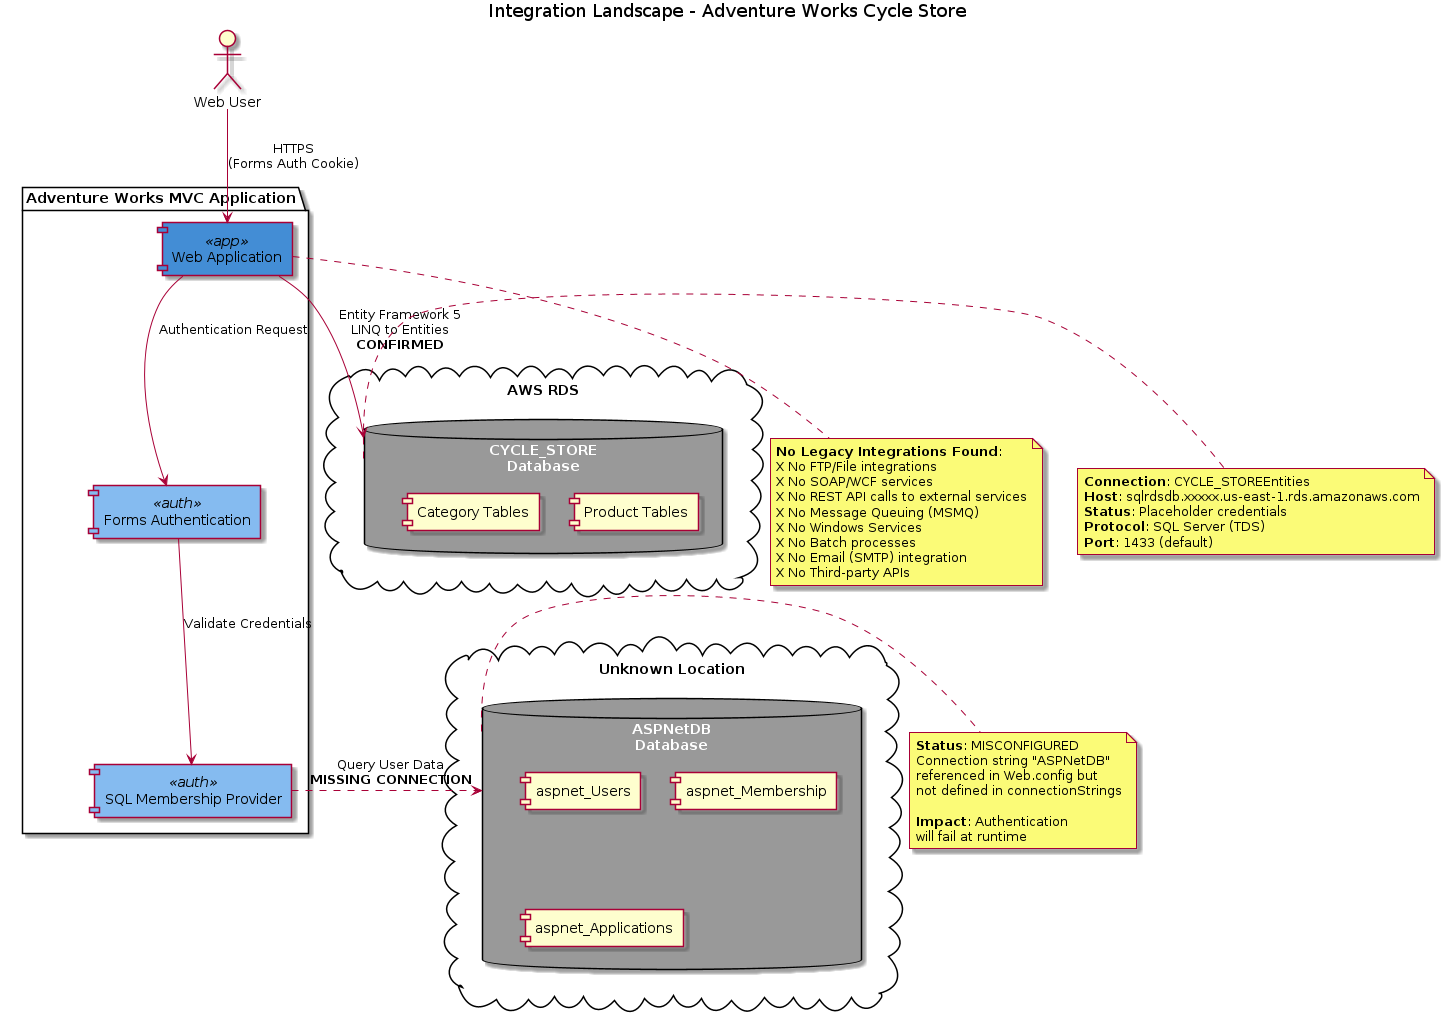 Integration Landscape - Adventure Works Cycle Store
Web User
HTTPS
(Forms Auth Cookie)
Adventure Works MVC Application
«app»
Web Application
Authentication Request
Entity Framework 5
LINQ to Entities
CONFIRMED
AWS RDS
CYCLE_STORE
Database
Category Tables
Product Tables
No Legacy Integrations Found:
X No FTP/File integrations
X No SOAP/WCF services
X No REST API calls to external services
X No Message Queuing (MSMQ)
X No Windows Services
X No Batch processes
X No Email (SMTP) integration
X No Third-party APIs
Connection: CYCLE_STOREEntities
Host: sqlrdsdb.xxxxx.us-east-1.rds.amazonaws.com
Status: Placeholder credentials
Protocol: SQL Server (TDS)
Port: 1433 (default)
«auth»
Forms Authentication
Validate Credentials
Unknown Location
ASPNetDB
Database
«auth»
SQL Membership Provider
Query User Data
MISSING CONNECTION
aspnet_Users
aspnet_Membership
aspnet_Applications
Status: MISCONFIGURED
Connection string "ASPNetDB"
referenced in Web.config but
not defined in connectionStrings
Impact: Authentication
will fail at runtime